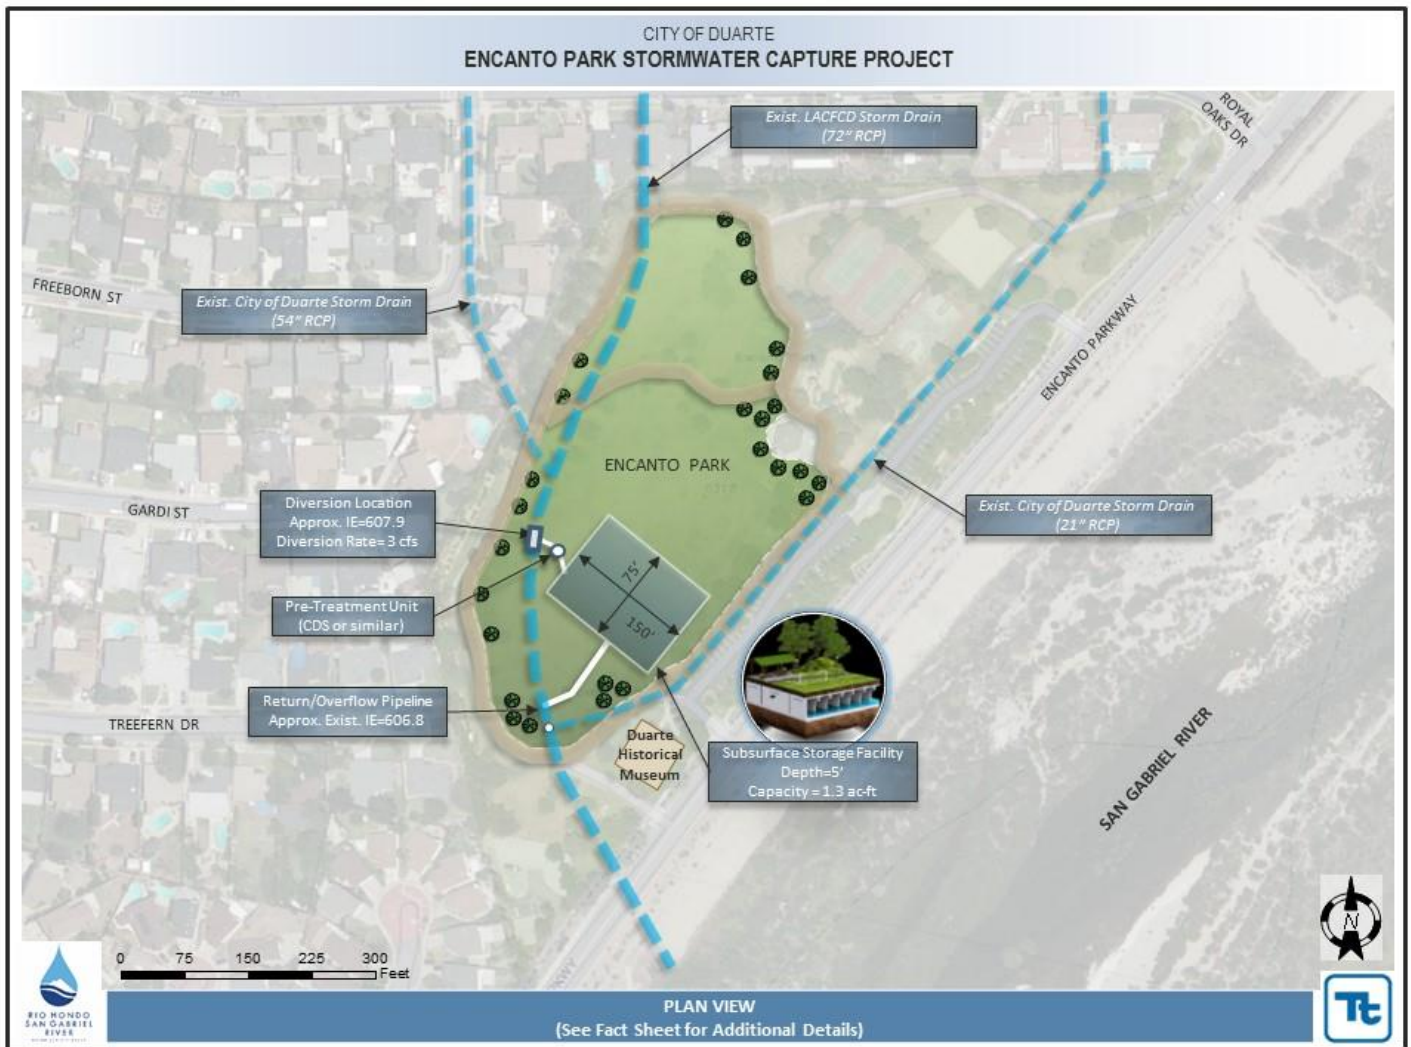 CITY OF DUARTE
ENCANTO PARK STORMWATER CAPTURE PROJECT
ROYAL
OAKS DR
Exist. LACFCD Storm Drain
(72" RCP)
FREEBORN ST
Exist. City of Duarte Storm Drain
(54" RCP)
ENCANTO PARKWAY
ENCANTO PARK
Diversion Location
Approx. IE=607.9
Diversion Rate= 3 cfs
GARDI ST
Exist. City of Duarte Storm Drain
(21" RCP)
75'
150'
Pre-Treatment Unit
(CDS or similar)
Return/Overflow Pipeline
Approx. Exist. IE=606.8
TREEFERN DR
Duarte
Historical
Museum
Subsurface Storage Facility
Depth=5'
Capacity = 1.3 ac-ft
SAN GABRIEL RIVER
N
0 75 150 225 300
Feet
RIO HONDO
SAN GABRIEL
RIVER
PLAN VIEW
(See Fact Sheet for Additional Details)
Tt